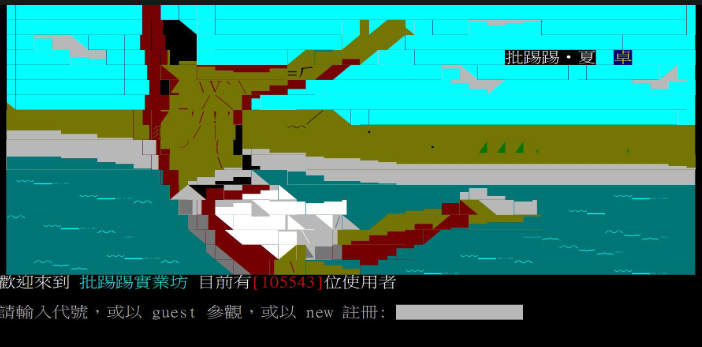 批踢踢‧夏 卓
歡迎來到 批踢踢實業坊 目前有[105543]位使用者
請輸入代號，或以 guest 參觀，或以 new 註冊: